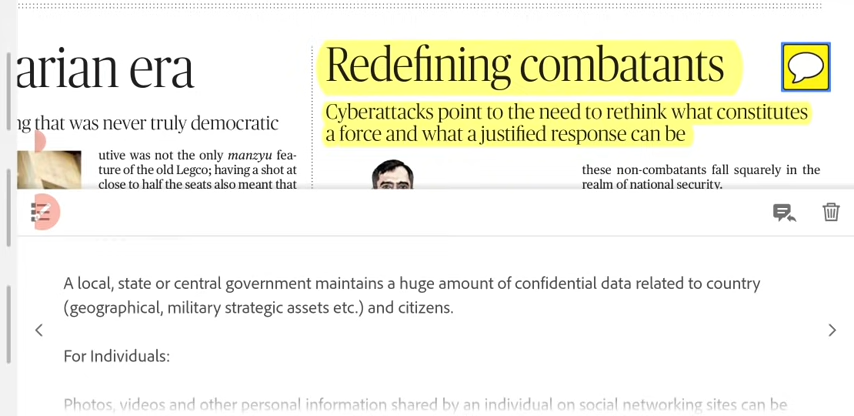 arian era
ng that was never truly democratic
utive was not the only manzyu fea-
ture of the old Legco; having a shot at
close to half the seats also meant that
Redefining combatants
Cyberattacks point to the need to rethink what constitutes
a force and what a justified response can be
these non-combatants fall squarely in the
realm of national security.
A local, state or central government maintains a huge amount of confidential data related to country
(geographical, military strategic assets etc.) and citizens.
For Individuals:
Photos, videos and other personal information shared by an individual on social networking sites can be